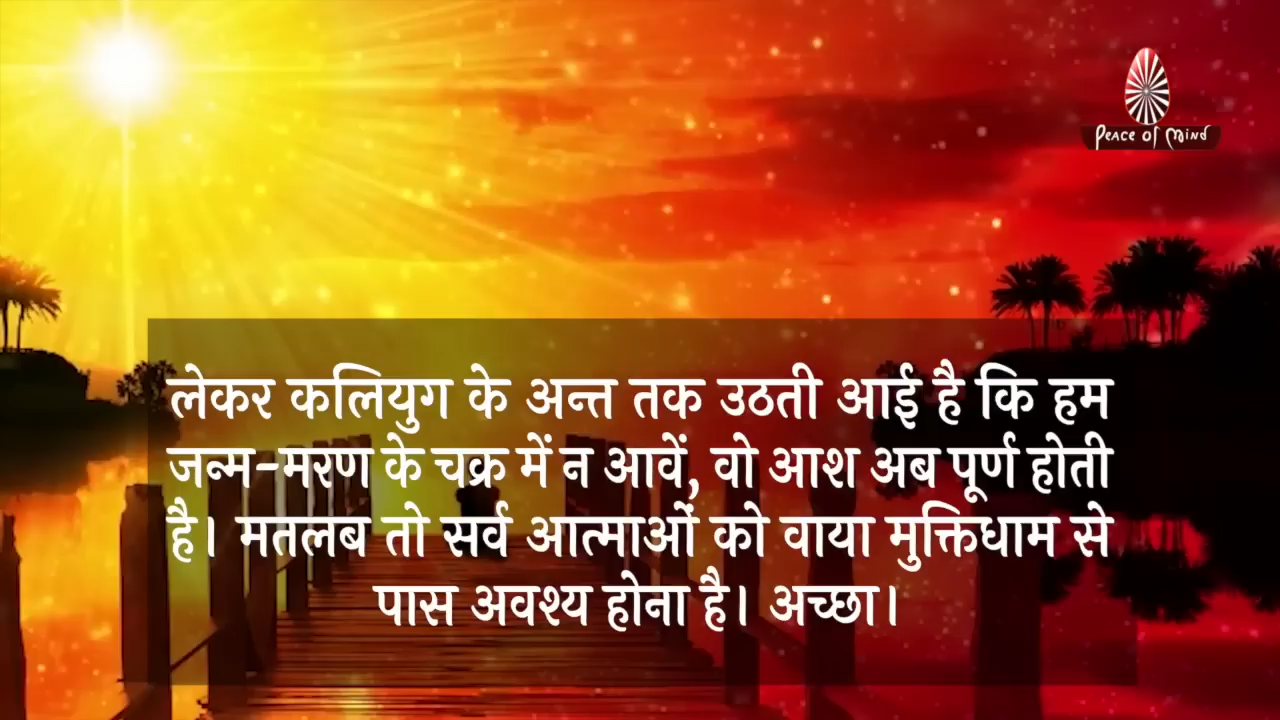 Peace of Mind
लेकर कलियुग के अन्त तक उठती आई है कि हम
जन्म-मरण के चक्र में न आवें, वो आश अब पूर्ण होती
है। मतलब तो सर्व आत्माओं को वाया मुक्तिधाम से
पास अवश्य होना है। अच्छा।